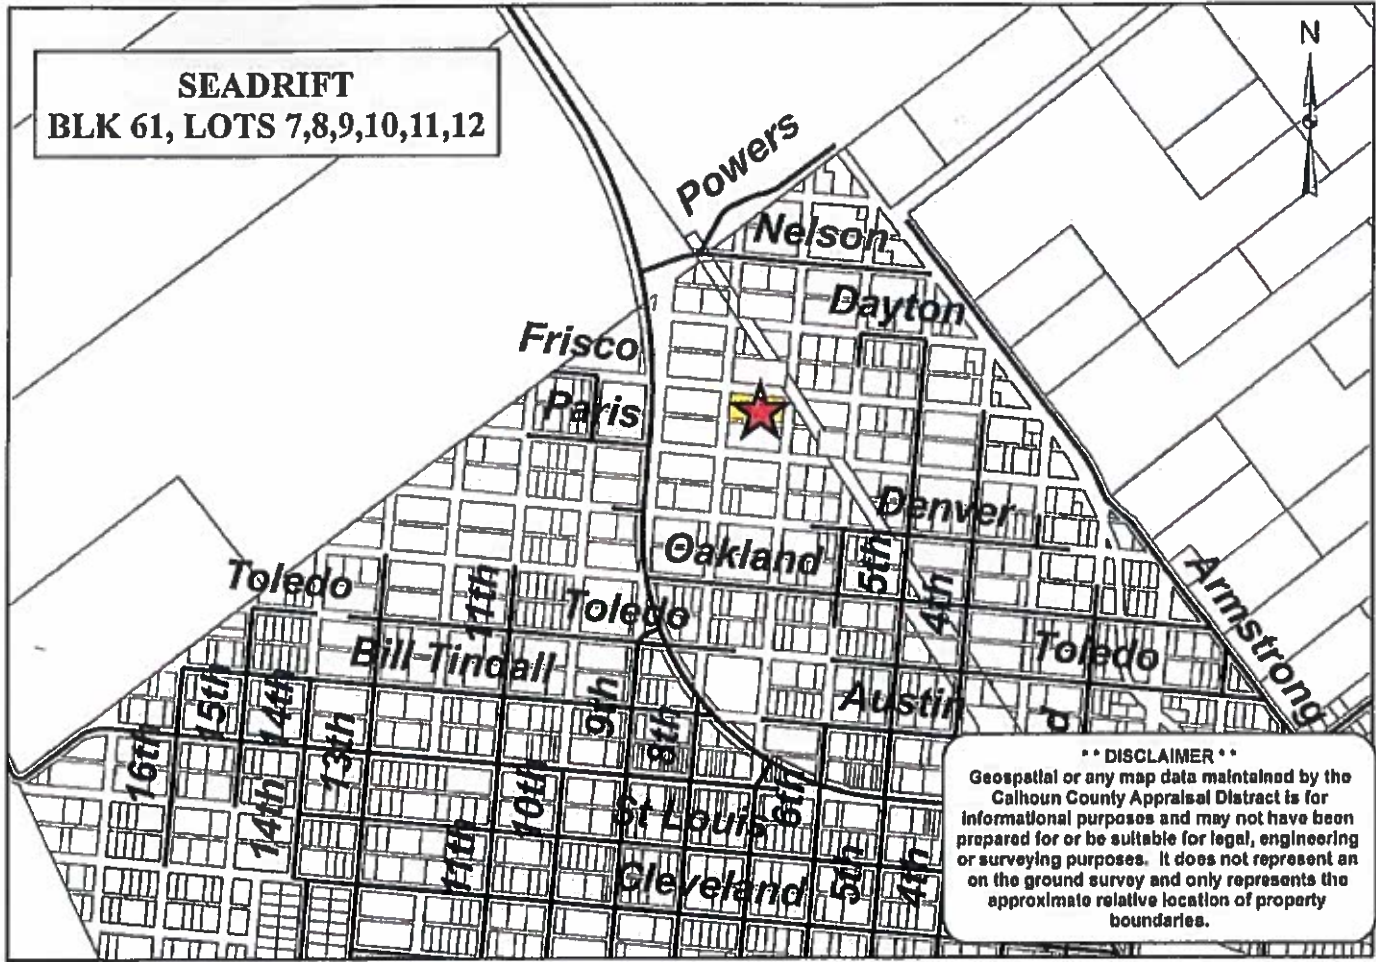 SEADRIFT
BLK 61, LOTS 7,8,9,10,11,12
N
Powers
Nelson
Dayton
Frisco
Paris
Denver
Oakland
5th
4th
Armstrong
Toledo
11th
Toledo
Toledo
Bill Tindall
Austin
15th
14th
13th
9th
8th
d
16th
14th
11th
10th
St Louis
6th
Cleveland
5th
4th
** DISCLAIMER **
Geospatial or any map data maintained by the
Calhoun County Appraisal Distract is for
informational purposes and may not have been
prepared for or be suitable for legal, engineering
or surveying purposes. It does not represent an
on the ground survey and only represents the
approximate relative location of property
boundaries.